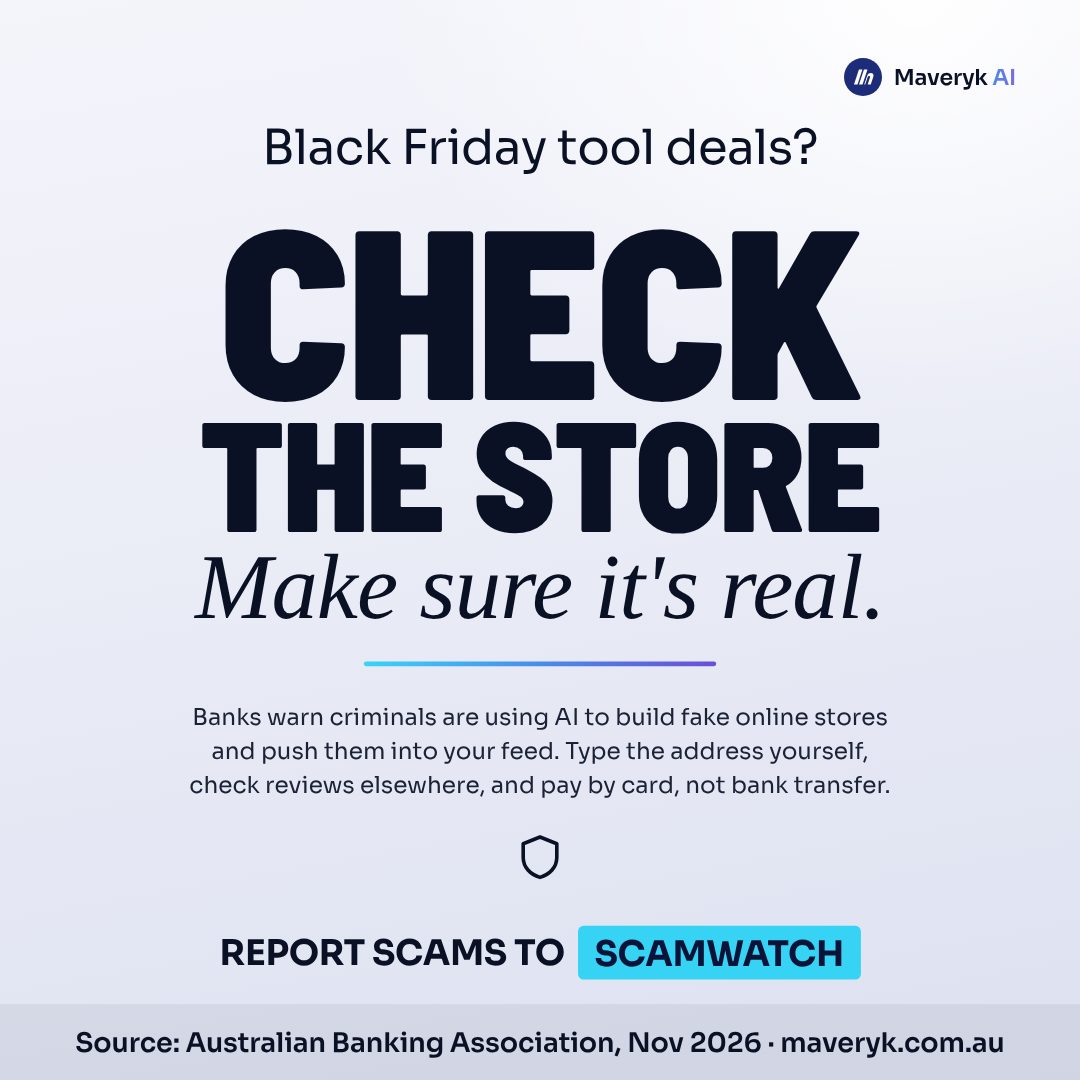 Maveryk AI
Black Friday tool deals?
CHECK
THE STORE
Make sure it's real.
Banks warn criminals are using AI to build fake online stores
and push them into your feed. Type the address yourself,
check reviews elsewhere, and pay by card, not bank transfer.
REPORT SCAMS TO SCAMWATCH
Source: Australian Banking Association, Nov 2026 · maveryk.com.au